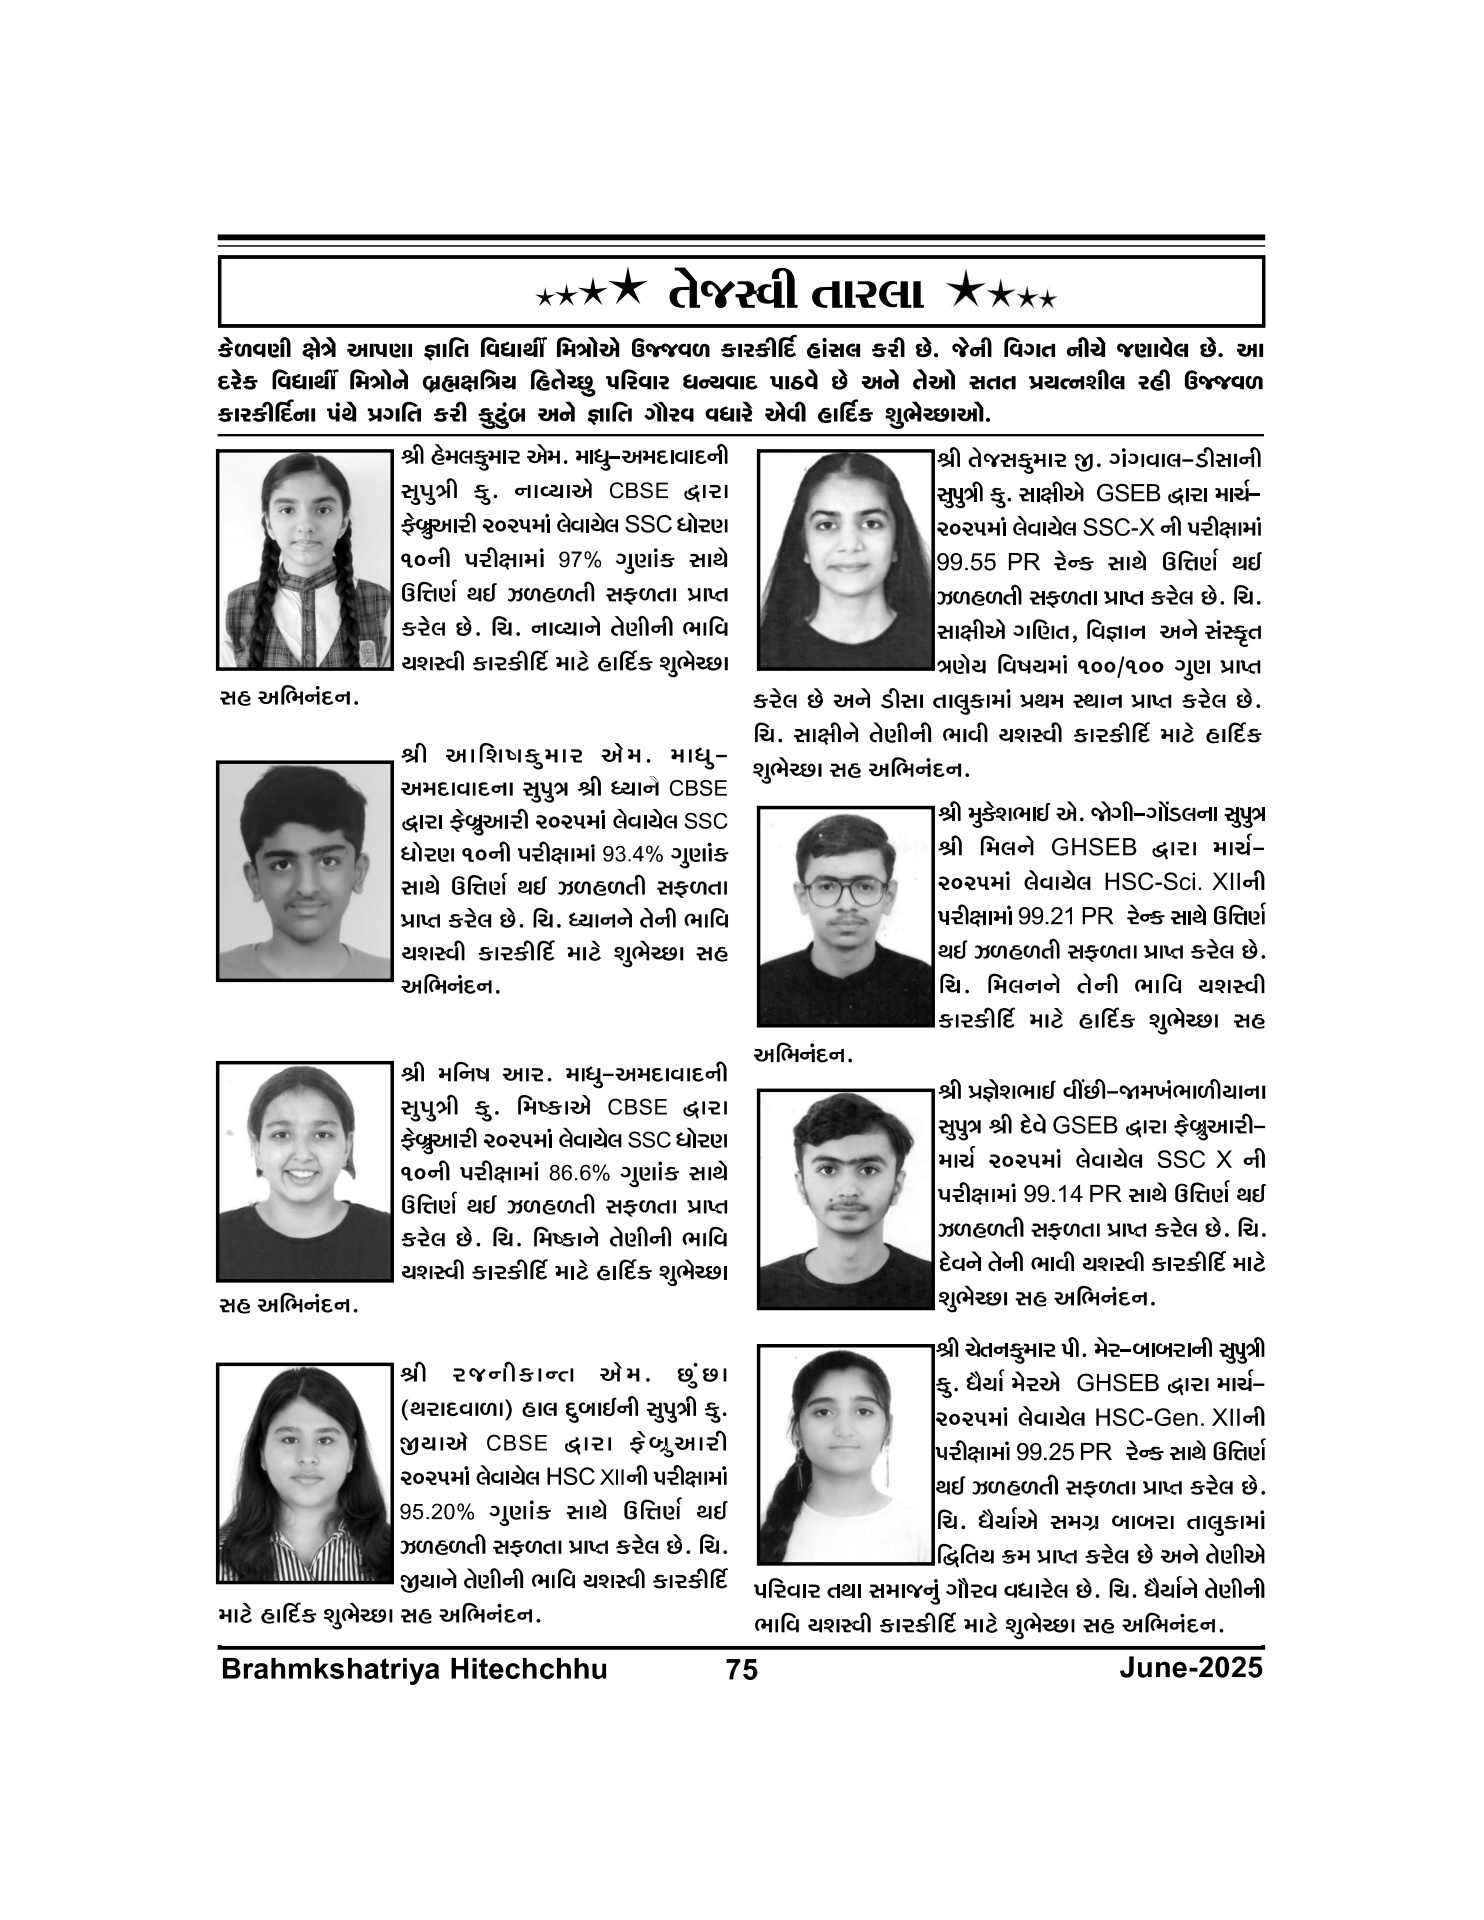 તેજસ્વી તારલા
કેળવણી ક્ષેત્રે આપણા જ્ઞાતિ વિદ્યાર્થી મિત્રોએ ઉજ્જવળ કારકીર્દિ હાંસલ કરી છે. જેની વિગત નીચે જણાવેલ છે. આ
દરેક વિદ્યાર્થી મિત્રોને બ્રહ્મક્ષત્રિય હિતેચ્છુ પરિવાર ધન્યવાદ પાઠવે છે અને તેઓ સતત પ્રયત્નશીલ રહી ઉજ્જવળ
કારકીર્દિના પંથે પ્રગતિ કરી કુટુંબ અને જ્ઞાતિ ગૌરવ વધારે એવી હાર્દિક શુભેચ્છાઓ.
શ્રી હેમલકુમાર એમ. માધુ–અમદાવાદની
સુપુત્રી કુ. નાવ્યાએ CBSE દ્વારા
ફેબ્રુઆરી ૨૦૨૫માં લેવાયેલ SSC ધોરણ
૧૦ની પરીક્ષામાં 97% ગુણાંક સાથે
ઉત્તિર્ણ થઈ ઝળહળતી સફળતા પ્રાપ્ત
કરેલ છે. ચિ. નાવ્યાને તેણીની ભાવિ
યશસ્વી કારકીર્દિ માટે હાર્દિક શુભેચ્છા
સહ અભિનંદન.
શ્રી આશિષકુમાર એમ. માધુ–
અમદાવાદના સુપુત્ર શ્રી ધ્યાને CBSE
દ્વારા ફેબ્રુઆરી ૨૦૨૫માં લેવાયેલ SSC
ધોરણ ૧૦ની પરીક્ષામાં 93.4% ગુણાંક
સાથે ઉત્તિર્ણ થઈ ઝળહળતી સફળતા
પ્રાપ્ત કરેલ છે. ચિ. ધ્યાનને તેની ભાવિ
યશસ્વી કારકીર્દિ માટે શુભેચ્છા સહ
અભિનંદન.
શ્રી મનિષ આર. માધુ–અમદાવાદની
સુપુત્રી કુ. મિષ્કાએ CBSE દ્વારા
ફેબ્રુઆરી ૨૦૨૫માં લેવાયેલ SSC ધોરણ
૧૦ની પરીક્ષામાં 86.6% ગુણાંક સાથે
ઉત્તિર્ણ થઈ ઝળહળતી સફળતા પ્રાપ્ત
કરેલ છે. ચિ. મિષ્કાને તેણીની ભાવિ
યશસ્વી કારકીર્દિ માટે હાર્દિક શુભેચ્છા
સહ અભિનંદન.
શ્રી રજનીકાન્ત એમ. છુંછા
(થરાદવાળા) હાલ દુબાઈની સુપુત્રી કુ.
જીયાએ CBSE દ્વારા ફેબ્રુઆરી
૨૦૨૫માં લેવાયેલ HSC XIIની પરીક્ષામાં
95.20% ગુણાંક સાથે ઉત્તિર્ણ થઈ
ઝળહળતી સફળતા પ્રાપ્ત કરેલ છે. ચિ.
જીયાને તેણીની ભાવિ યશસ્વી કારકીર્દિ
માટે હાર્દિક શુભેચ્છા સહ અભિનંદન.
શ્રી તેજસકુમાર જી. ગંગવાલ–ડીસાની
સુપુત્રી કુ. સાક્ષીએ GSEB દ્વારા માર્ચ–
૨૦૨૫માં લેવાયેલ SSC-X ની પરીક્ષામાં
99.55 PR રેન્ક સાથે ઉત્તિર્ણ થઈ
ઝળહળતી સફળતા પ્રાપ્ત કરેલ છે. ચિ.
સાક્ષીએ ગણિત, વિજ્ઞાન અને સંસ્કૃત
ત્રણેય વિષયમાં ૧૦૦/૧૦૦ ગુણ પ્રાપ્ત
કરેલ છે અને ડીસા તાલુકામાં પ્રથમ સ્થાન પ્રાપ્ત કરેલ છે.
ચિ. સાક્ષીને તેણીની ભાવી યશસ્વી કારકીર્દિ માટે હાર્દિક
શુભેચ્છા સહ અભિનંદન.
શ્રી મુકેશભાઈ એ. જોગી–ગોંડલના સુપુત્ર
શ્રી મિલને GHSEB દ્વારા માર્ચ–
૨૦૨૫માં લેવાયેલ HSC-Sci. XIIની
પરીક્ષામાં 99.21 PR રેન્ક સાથે ઉત્તિર્ણ
થઈ ઝળહળતી સફળતા પ્રાપ્ત કરેલ છે.
ચિ. મિલનને તેની ભાવિ યશસ્વી
કારકીર્દિ માટે હાર્દિક શુભેચ્છા સહ
અભિનંદન.
શ્રી પ્રજ્ઞેશભાઈ વીંછી–જામખંભાળીયાના
સુપુત્ર શ્રી દેવે GSEB દ્વારા ફેબ્રુઆરી–
માર્ચ ૨૦૨૫માં લેવાયેલ SSC X ની
પરીક્ષામાં 99.14 PR સાથે ઉત્તિર્ણ થઈ
ઝળહળતી સફળતા પ્રાપ્ત કરેલ છે. ચિ.
દેવને તેની ભાવી યશસ્વી કારકીર્દિ માટે
શુભેચ્છા સહ અભિનંદન.
શ્રી ચેતનકુમાર પી. મેર–બાબરાની સુપુત્રી
કુ. ધૈર્યા મેરએ GHSEB દ્વારા માર્ચ–
૨૦૨૫માં લેવાયેલ HSC-Gen. XIIની
પરીક્ષામાં 99.25 PR રેન્ક સાથે ઉત્તિર્ણ
થઈ ઝળહળતી સફળતા પ્રાપ્ત કરેલ છે.
ચિ. ધૈર્યાએ સમગ્ર બાબરા તાલુકામાં
દ્વિતિય ક્રમ પ્રાપ્ત કરેલ છે અને તેણીએ
પરિવાર તથા સમાજનું ગૌરવ વધારેલ છે. ચિ. ધૈર્યાને તેણીની
ભાવિ યશસ્વી કારકીર્દિ માટે શુભેચ્છા સહ અભિનંદન.
Brahmkshatriya Hitechchhu 75 June-2025